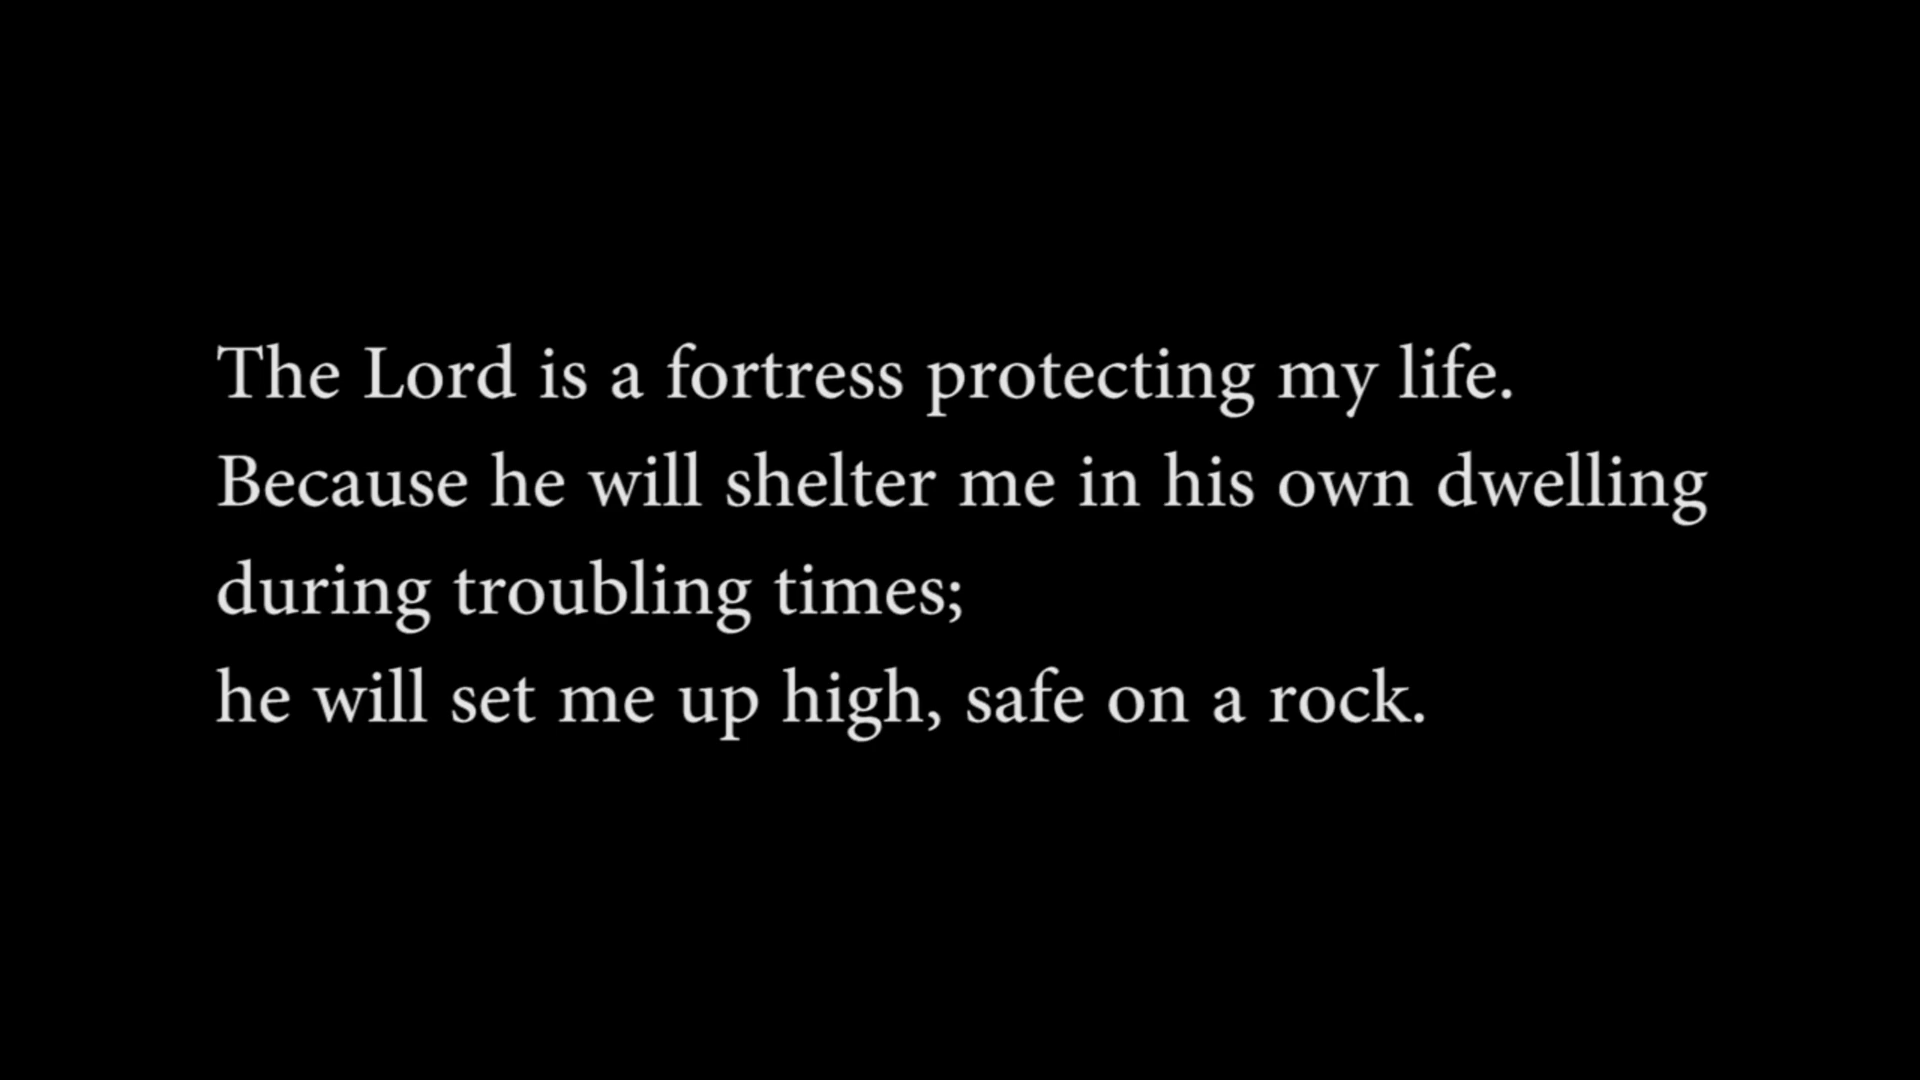 The Lord is a fortress protecting my life.
Because he will shelter me in his own dwelling
during troubling times;
he will set me up high, safe on a rock.